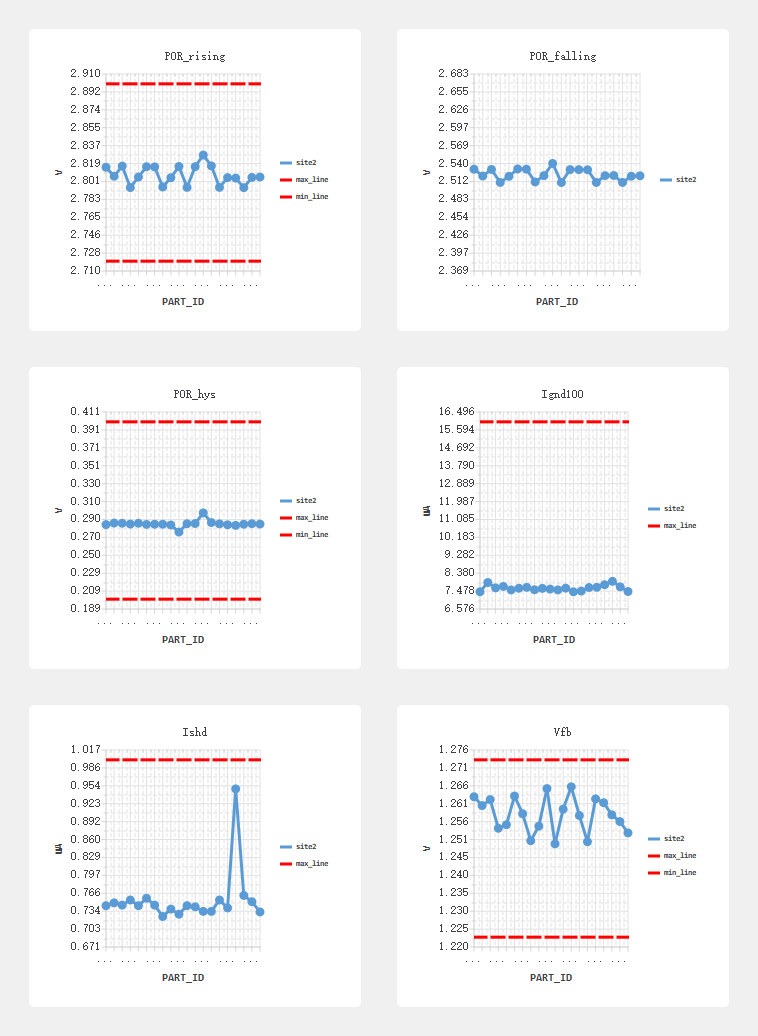 POR_rising
2.910
2.892
2.874
2.855
2.837
2.819
2.801
2.783
2.765
2.746
2.728
2.710
V
site2
max_line
min_line
... ... ... ... ...
PART_ID
POR_falling
2.683
2.655
2.626
2.597
2.569
2.540
2.512
2.483
2.454
2.426
2.397
2.369
V
site2
... ... ... ... ... ...
PART_ID
POR_hys
0.411
0.391
0.371
0.351
0.330
0.310
0.290
0.270
0.250
0.229
0.209
0.189
V
site2
max_line
min_line
... ... ... ... ...
PART_ID
Ignd100
16.496
15.594
14.692
13.790
12.889
11.987
11.085
10.183
9.282
8.380
7.478
6.576
site2
max_line
... ... ... ... ...
PART_ID
Ishd
1.017
0.986
0.954
0.923
0.892
0.860
0.829
0.797
0.766
0.734
0.703
0.671
site2
max_line
... ... ... ... ...
PART_ID
Vfb
1.276
1.271
1.266
1.261
1.256
1.251
1.245
1.240
1.235
1.230
1.225
1.220
V
site2
max_line
min_line
... ... ... ... ...
PART_ID